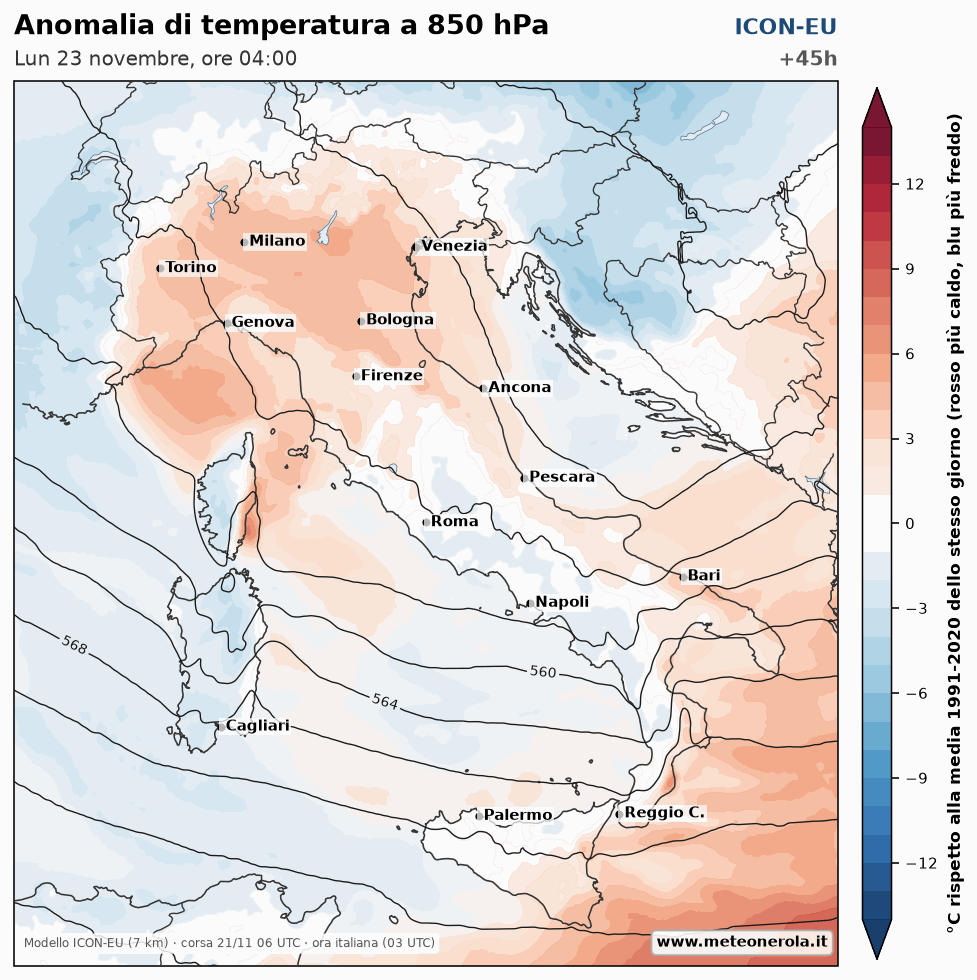 Anomalia di temperatura a 850 hPa
ICON-EU
Lun 23 novembre, ore 04:00
+45h
Milano
Venezia
Torino
Genova
Bologna
Firenze
Ancona
Pescara
Roma
Bari
Napoli
568
560
564
Cagliari
Palermo
Reggio C.
12
9
6
3
0
−3
−6
−9
−12
°C rispetto alla media 1991-2020 dello stesso giorno (rosso più caldo, blu più freddo)
Modello ICON-EU (7 km) · corsa 21/11 06 UTC · ora italiana (03 UTC)
www.meteonerola.it